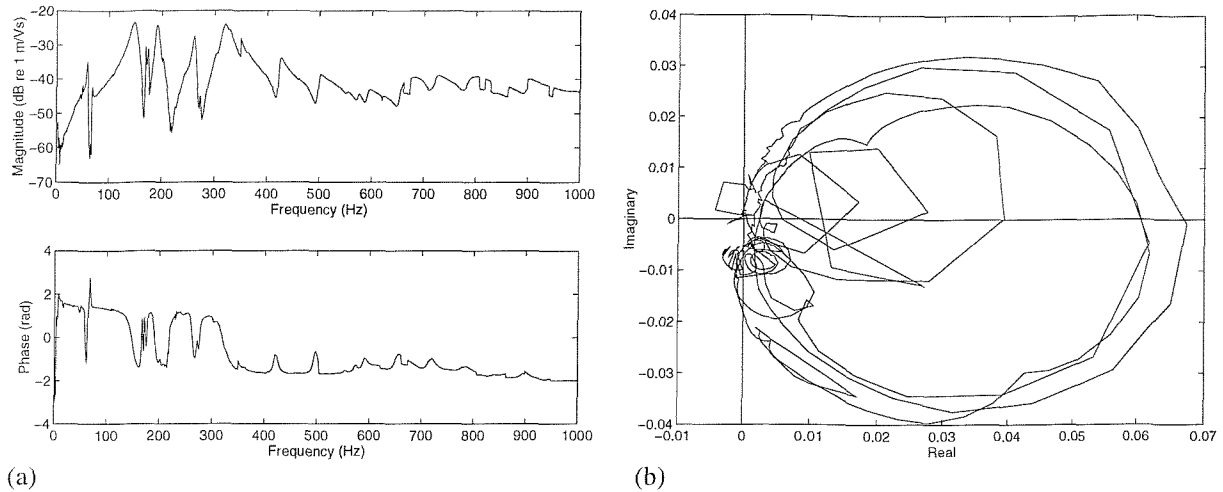 Magnitude (dB re 1 m/Vs)
-20
-30
-40
-50
-60
-70
0 100 200 300 400 500 600 700 800 900 1000
Frequency (Hz)
Phase (rad)
4
2
0
-2
-4
0 100 200 300 400 500 600 700 800 900 1000
Frequency (Hz)
(a)
Imaginary
0.04
0.03
0.02
0.01
0
-0.01
-0.02
-0.03
-0.04
-0.01 0 0.01 0.02 0.03 0.04 0.05 0.06 0.07
Real
(b)